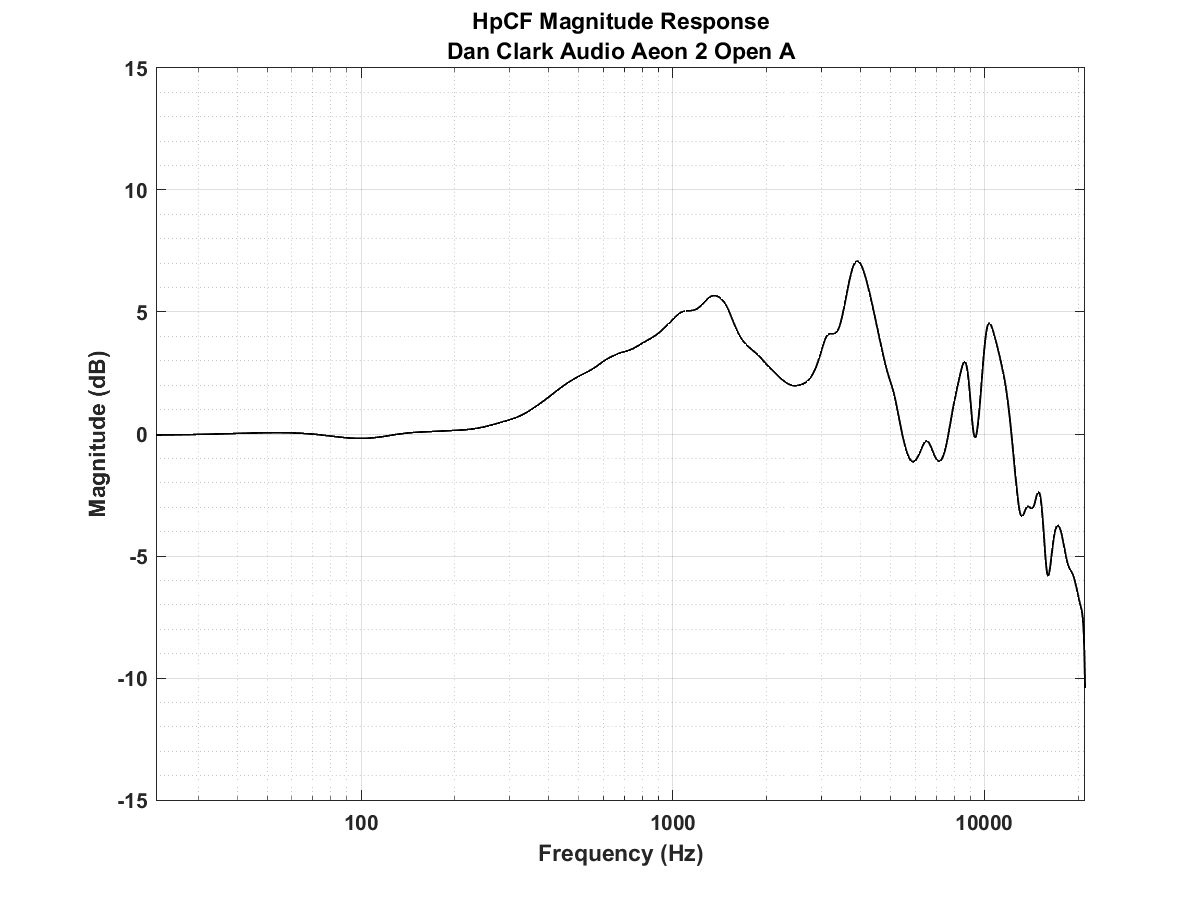 HpCF Magnitude Response
Dan Clark Audio Aeon 2 Open A
15
10
5
0
-5
-10
-15
Magnitude (dB)
100
1000
10000
Frequency (Hz)